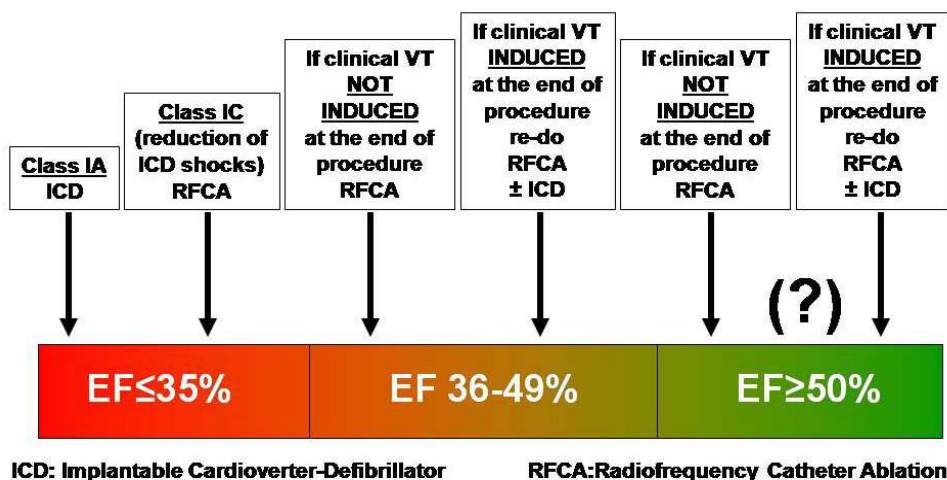 Class IA
ICD
Class IC
(reduction of
ICD shocks)
RFCA
If clinical VT
NOT
INDUCED
at the end of
procedure
RFCA
If clinical VT
INDUCED
at the end of
procedure
re-do
RFCA
± ICD
If clinical VT
NOT
INDUCED
at the end of
procedure
RFCA
If clinical VT
INDUCED
at the end of
procedure
re-do
RFCA
± ICD
(?)
EF≤35%
EF 36-49%
EF≥50%
ICD: Implantable Cardioverter-Defibrillator
RFCA:Radiofrequency Catheter Ablation